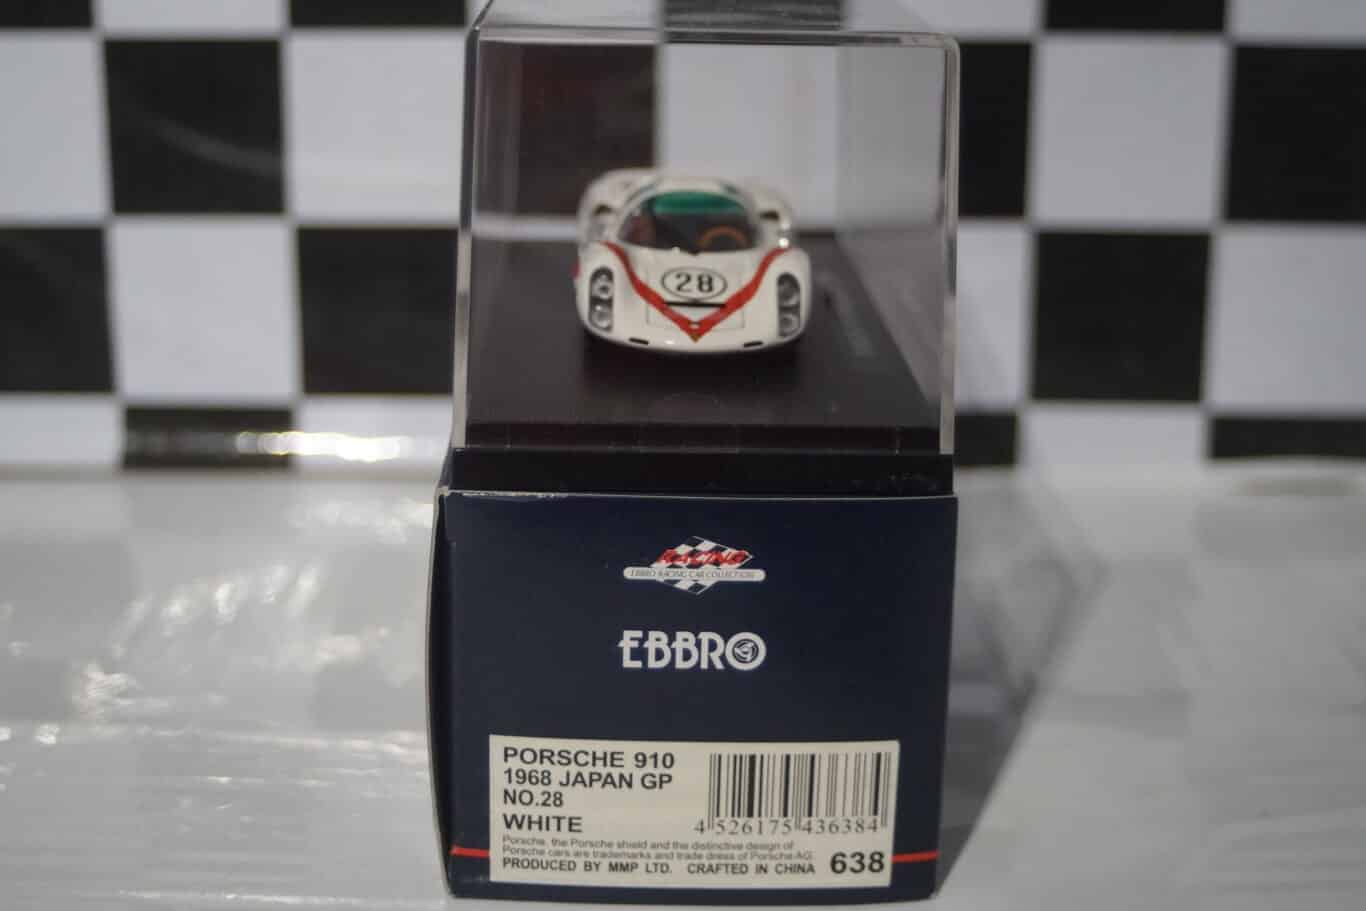 28
RACING
EBBRO RACING CAR COLLECTION
EBBRO
PORSCHE 910
1968 JAPAN GP
NO.28
WHITE
4 526175 436384
Porsche, the Porsche shield and the distinctive design of
Porsche cars are trademarks and trade dress of Porsche AG.
PRODUCED BY MMP LTD. CRAFTED IN CHINA
638